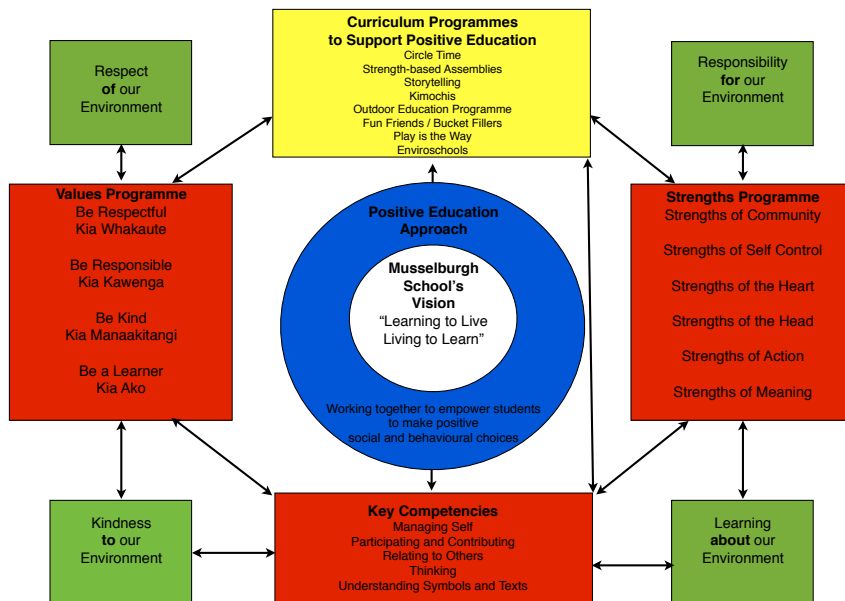 Curriculum Programmes
to Support Positive Education
Circle Time
Strength-based Assemblies
Storytelling
Kimochis
Outdoor Education Programme
Fun Friends / Bucket Fillers
Play is the Way
Enviroschools
Respect
of our
Environment
Responsibility
for our
Environment
Values Programme
Be Respectful
Kia Whakaute
Be Responsible
Kia Kawenga
Be Kind
Kia Manaakitangi
Be a Learner
Kia Ako
Positive Education
Approach
Musselburgh
School's
Vision
“Learning to Live
Living to Learn”
Working together to empower students
to make positive
social and behavioural choices
Strengths Programme
Strengths of Community
Strengths of Self Control
Strengths of the Heart
Strengths of the Head
Strengths of Action
Strengths of Meaning
Kindness
to our
Environment
Key Competencies
Managing Self
Participating and Contributing
Relating to Others
Thinking
Understanding Symbols and Texts
Learning
about our
Environment